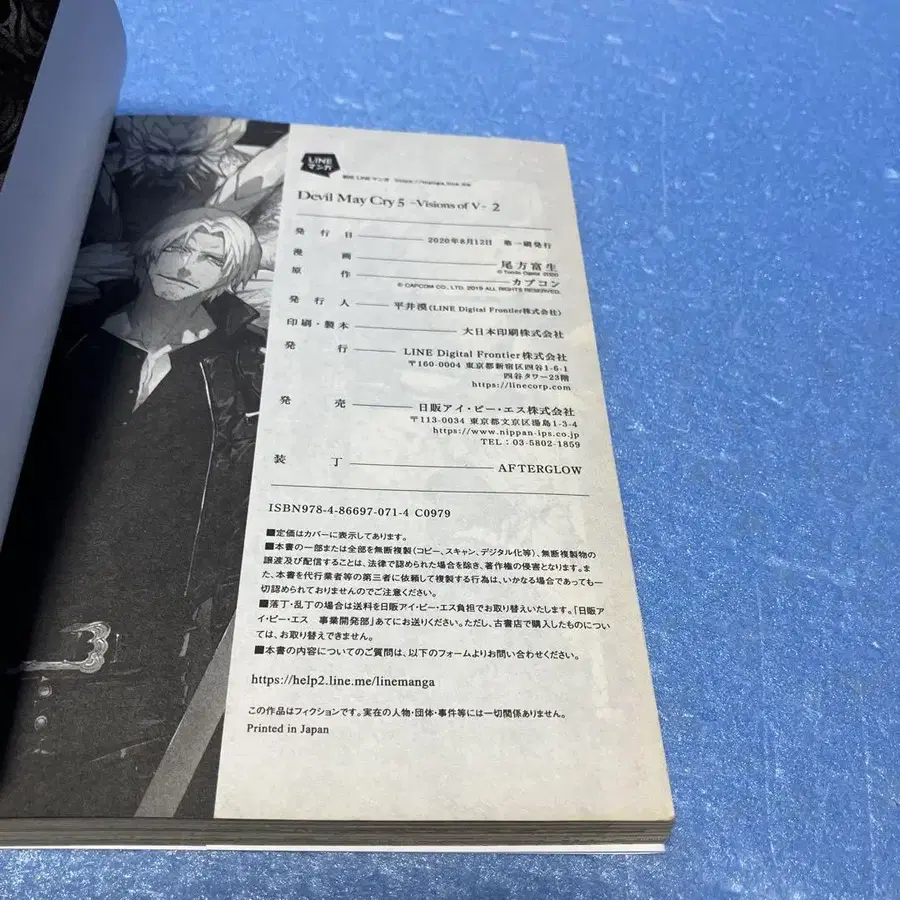 LINE
マンガ
LINE マンガ
Devil May Cry 5 -Visions of V- 2
発行日 2020年8月12日 第一刷発行
漫画 尾方富生
© Tomio Ogata 2020
原作 カプコン
© CAPCOM CO., LTD. 2019 ALL RIGHTS RESERVED.
発行人 平井漠(LINE Digital Frontier株式会社)
印刷・製本 大日本印刷株式会社
発行 LINE Digital Frontier株式会社
〒160-0004 東京都新宿区四谷1-6-1
四谷タワー23階
https://linecorp.com
発売 日販アイ・ピー・エス株式会社
〒113-0034 東京都文京区湯島1-3-4
https://www.nippan-ips.co.jp
TEL:03-5802-1859
装丁 AFTERGLOW
ISBN978-4-86697-071-4 C0979
■定価はカバーに表示してあります。
■本書の一部または全部を無断複製(コピー、スキャン、デジタル化等)、無断複製物の
譲渡及び配信することは、法律で認められた場合を除き、著作権の侵害となります。ま
た、本書を代行業者等の第三者に依頼して複製する行為は、いかなる場合であっても一
切認められておりませんのでご注意ください。
■落丁・乱丁の場合は送料を日販アイ・ピー・エス負担でお取り替えいたします。「日販ア
イ・ピー・エス 事業開発部」あてにお送りください。ただし、古書店で購入したものについ
ては、お取り替えできません。
■本書の内容についてのご質問は、以下のフォームよりお問い合わせください。
https://help2.line.me/linemanga
この作品はフィクションです。実在の人物・団体・事件等には一切関係ありません。
Printed in Japan